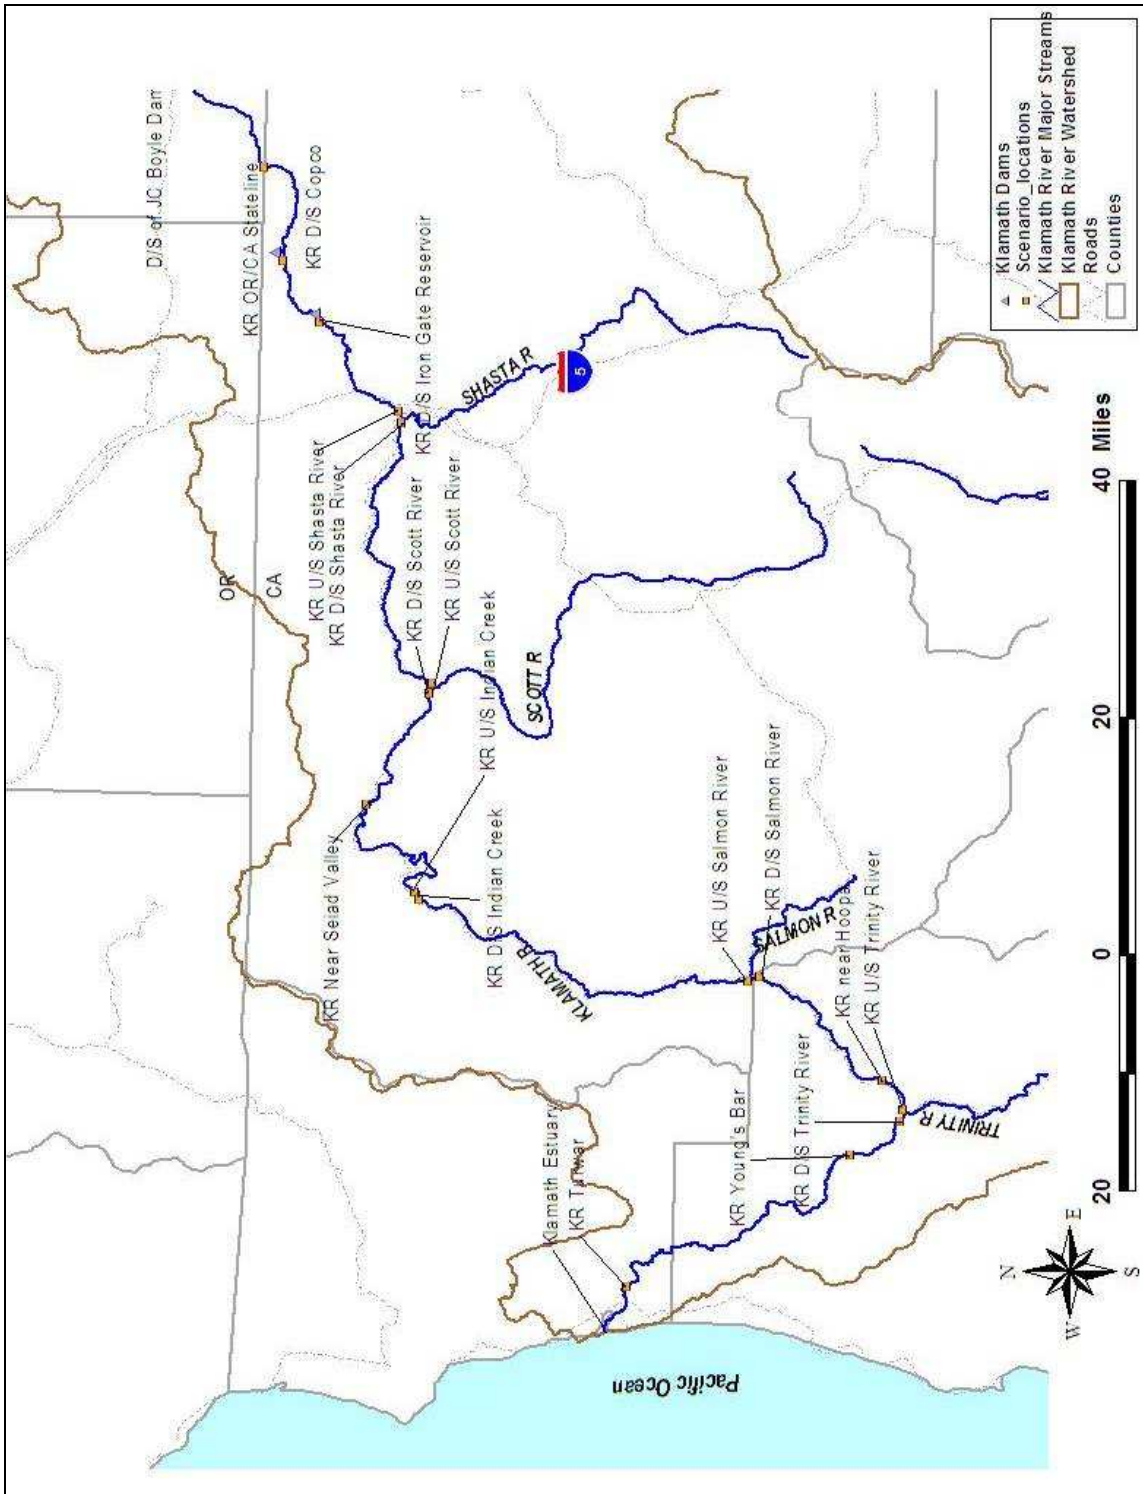 D/S of JC Boyle Dam
KR OR/CA Stateline
KR D/S Copco
KR D/S Iron Gate Reservoir
SHASTA R
5
KR U/S Shasta River
KR D/S Shasta River
OR
CA
KR D/S Scott River
KR U/S Scott River
SCOTT R
KR U/S Indian Creek
KR D/S Indian Creek
KR Near Seiad Valley
KLAMATH R
KR U/S Salmon River
KR D/S Salmon River
SALMON R
KR near Hoopa
KR U/S Trinity River
TRINITY R
KR D/S Trinity River
KR Young's Bar
Klamath Estuary
KR Turwar
Pacific Ocean
Klamath Dams
Scenario_locations
Klamath River Major Streams
Klamath River Watershed
Roads
Counties
20 0 20 40 Miles
N
W E
S